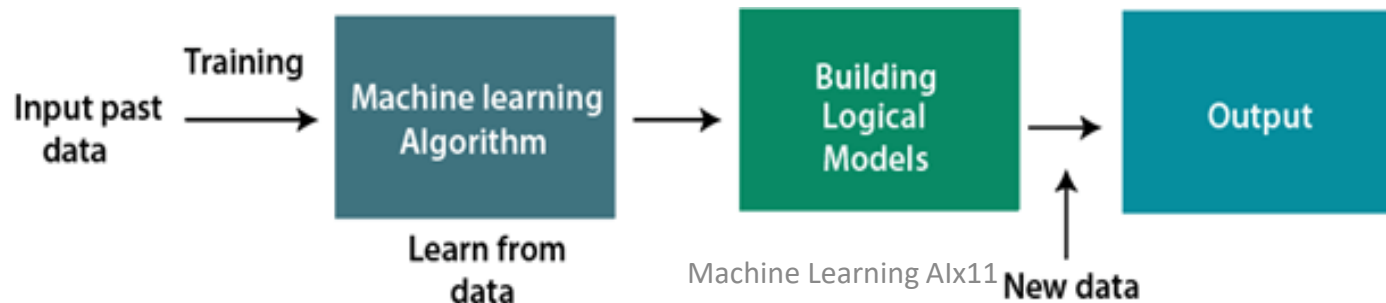 Training
Input past
data
Machine learning
Algorithm
Learn from
data
Building
Logical
Models
Output
Machine Learning AIx11
New data